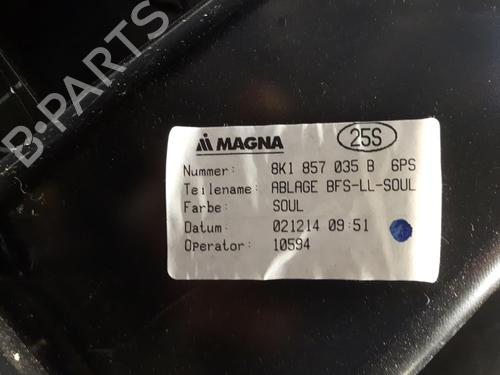 B-PARTS
MAGNA
25S
Nummer: 8K1 857 035 B 6PS
Teilename: ABLAGE BFS-LL-SOUL
Farbe: SOUL
Datum: 021214 09:51
Operator: 10594